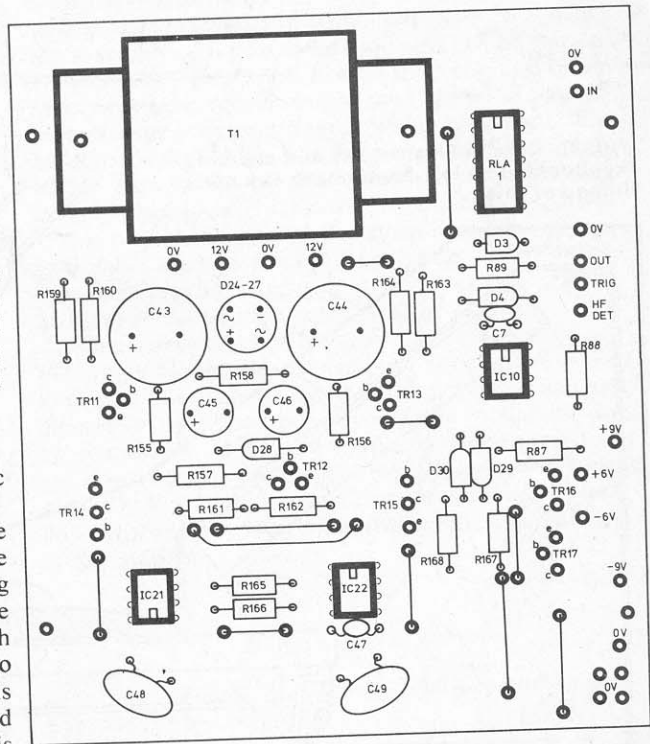 T1
0V
IN
RLA
1
0V
12V
0V
12V
0V
D3
OUT
R89
TRIG
D24-27
R159
R160
C43
C44
R164
R163
D4
HF
DET
~ -
+ ~
+
+
C7
R88
R158
IC10
c
b
e
TR11
C45
C46
+
+
e
b
c
TR13
R155
R156
+9V
D28
R87
b
TR12
c e
R157
D30
D29
e
b
c
TR16
+6V
e
TR14
c
b
R161
R162
b
TR15
c
e
-6V
R168
R167
e
b
c
TR17
IC21
R165
R166
IC22
-9V
C47
0V
C48
C49
0V
c
e
e
g
e
h
o
s
d